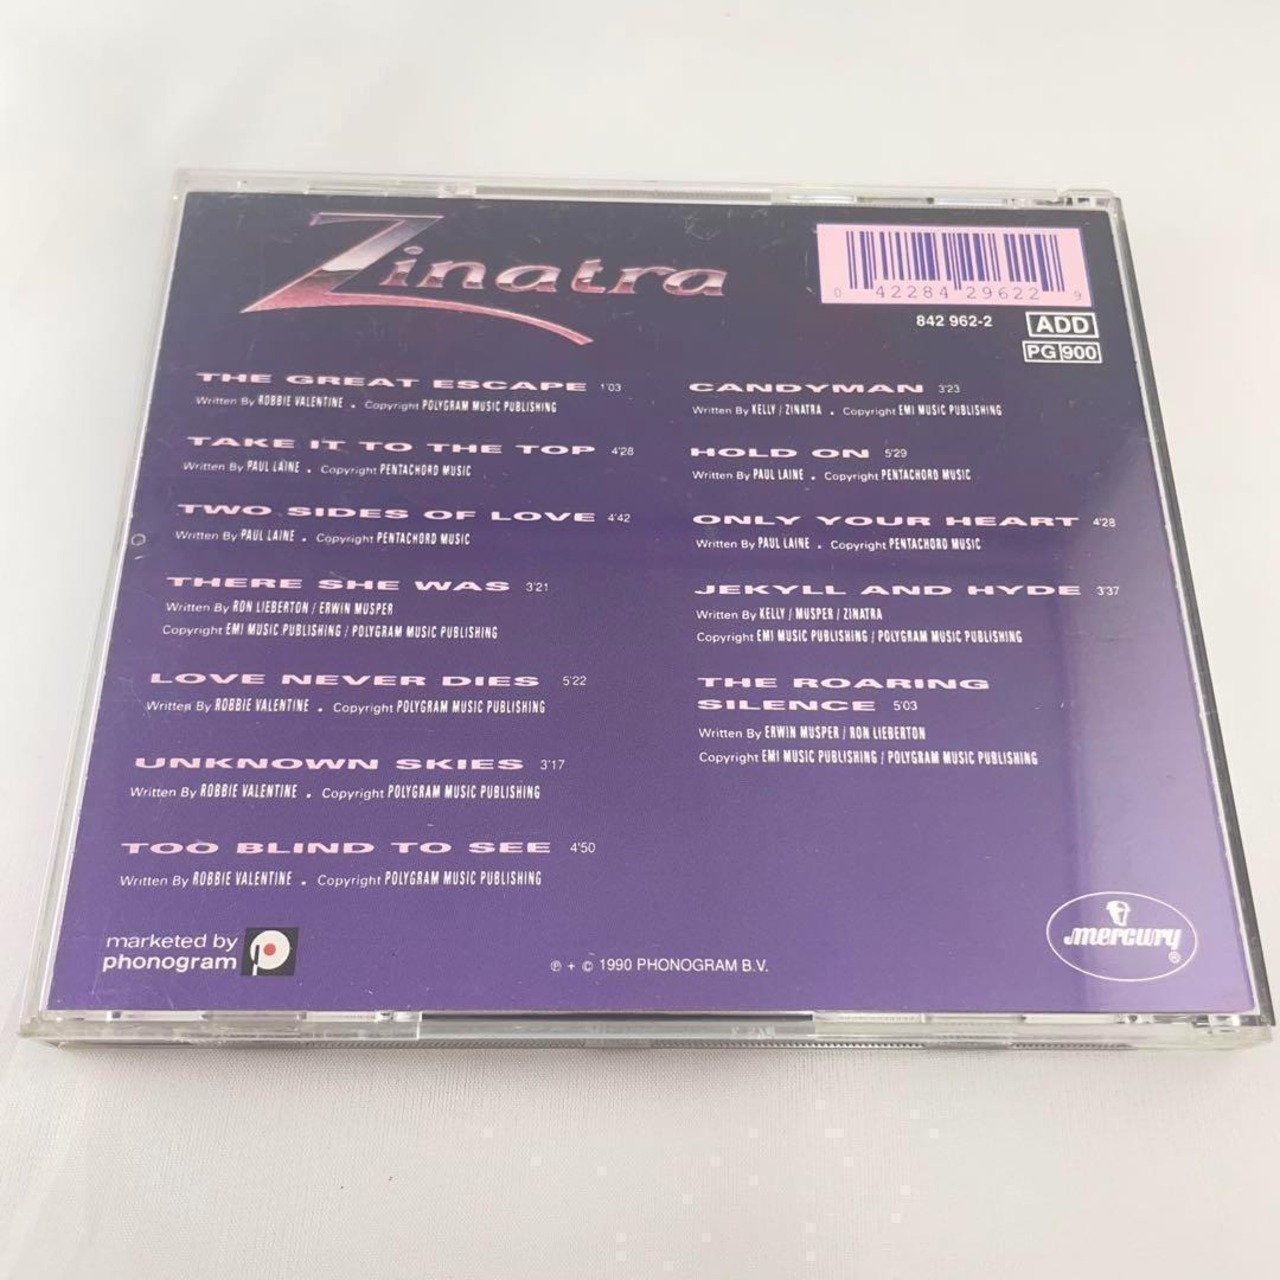 Zinatra
0 42284 29622 9
842 962-2
ADD
PG 900
THE GREAT ESCAPE 1'03
Written By ROBBIE VALENTINE . Copyright POLYGRAM MUSIC PUBLISHING
TAKE IT TO THE TOP 4'28
Written By PAUL LAINE . Copyright PENTACHORD MUSIC
TWO SIDES OF LOVE 4'42
Written By PAUL LAINE . Copyright PENTACHORD MUSIC
THERE SHE WAS 3'21
Written By RON LIEBERTON / ERWIN MUSPER
Copyright EMI MUSIC PUBLISHING / POLYGRAM MUSIC PUBLISHING
LOVE NEVER DIES 5'22
Written By ROBBIE VALENTINE . Copyright POLYGRAM MUSIC PUBLISHING
UNKNOWN SKIES 3'17
Written By ROBBIE VALENTINE . Copyright POLYGRAM MUSIC PUBLISHING
TOO BLIND TO SEE 4'50
Written By ROBBIE VALENTINE . Copyright POLYGRAM MUSIC PUBLISHING
CANDYMAN 3'23
Written By KELLY / ZINATRA . Copyright EMI MUSIC PUBLISHING
HOLD ON 5'29
Written By PAUL LAINE . Copyright PENTACHORD MUSIC
ONLY YOUR HEART 4'28
Written By PAUL LAINE . Copyright PENTACHORD MUSIC
JEKYLL AND HYDE 3'37
Written By KELLY / MUSPER / ZINATRA
Copyright EMI MUSIC PUBLISHING / POLYGRAM MUSIC PUBLISHING
THE ROARING
SILENCE 5'03
Written By ERWIN MUSPER / RON LIEBERTON
Copyright EMI MUSIC PUBLISHING / POLYGRAM MUSIC PUBLISHING
marketed by
phonogram
℗ + © 1990 PHONOGRAM B.V.
mercury ®